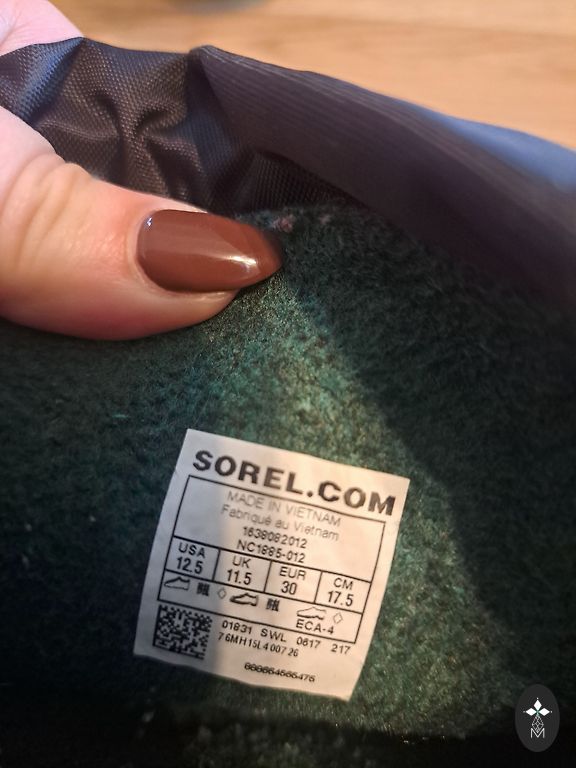 SOREL.COM
MADE IN VIETNAM
Fabriqué au Vietnam
1638082012
NC1885-012
USA UK EUR CM
12.5 11.5 30 17.5
ECA-4
01831 SWL 0617 217
76MH15L400726